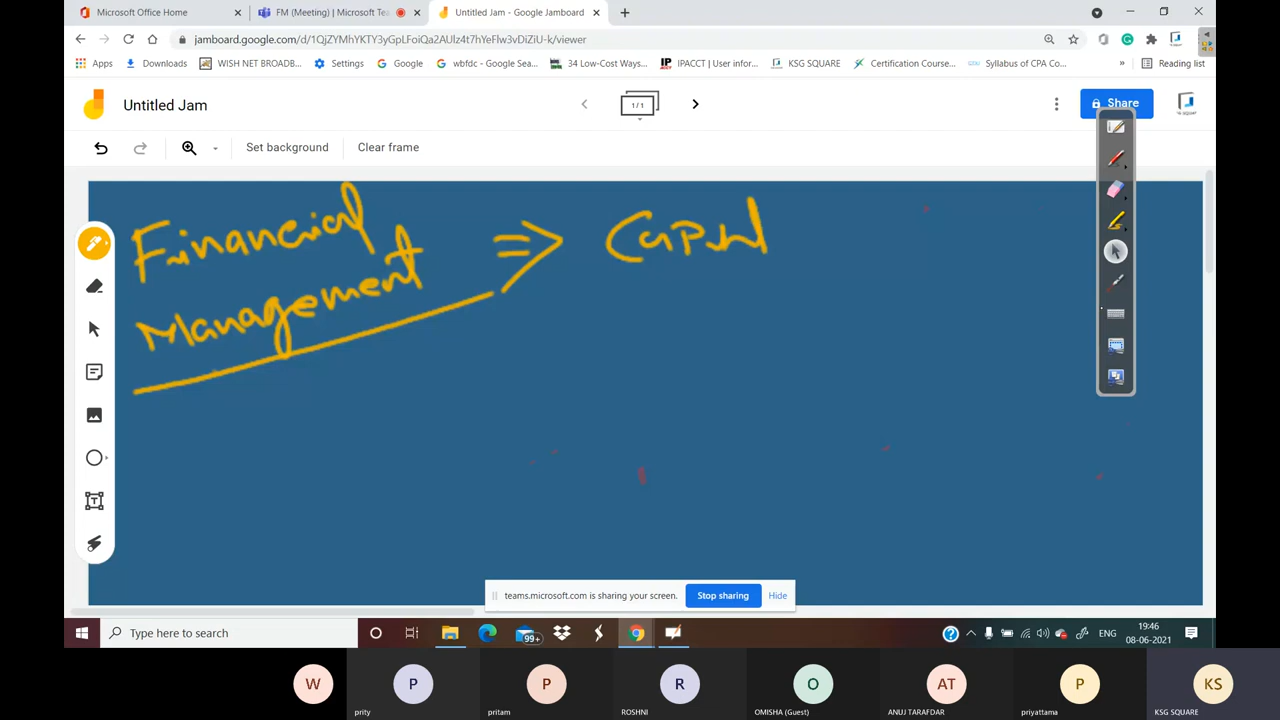 Microsoft Office Home
FM (Meeting) | Microsoft Tea
Untitled Jam - Google Jamboard
jamboard.google.com/d/1QjZYMhYKTY3yGpLFoiQa2AUlz4t7hYeFlw3vDiZiU-k/viewer
Apps Downloads WISH NET BROADB... Settings Google wbfdc - Google Sea... 34 Low-Cost Ways... IP IPACCT | User infor... KSG SQUARE Certification Course... Syllabus of CPA Co... » Reading list
Untitled Jam 1/1 Share
Set background Clear frame
Financial => 
Management
teams.microsoft.com is sharing your screen. Stop sharing Hide
Type here to search 99+ ENG 19:46
08-06-2021
W P P R O AT P KS
prity pritam ROSHNI OMISHA (Guest) ANUJ TARAFDAR priyattama KSG SQUARE